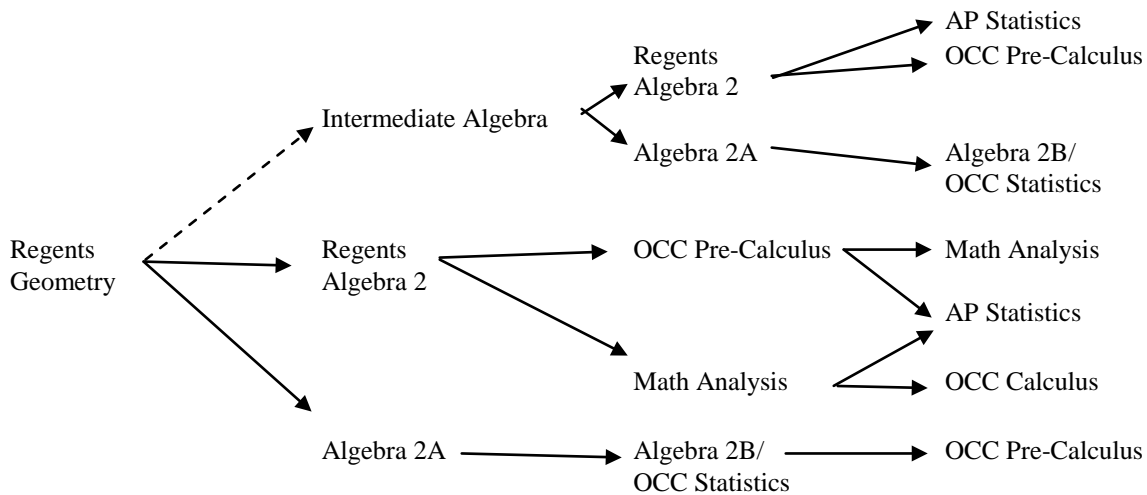 AP Statistics
Regents
Algebra 2
OCC Pre-Calculus
Intermediate Algebra
Algebra 2A
Algebra 2B/
OCC Statistics
Regents
Geometry
Regents
Algebra 2
OCC Pre-Calculus
Math Analysis
AP Statistics
Math Analysis
OCC Calculus
Algebra 2A
Algebra 2B/
OCC Statistics
OCC Pre-Calculus